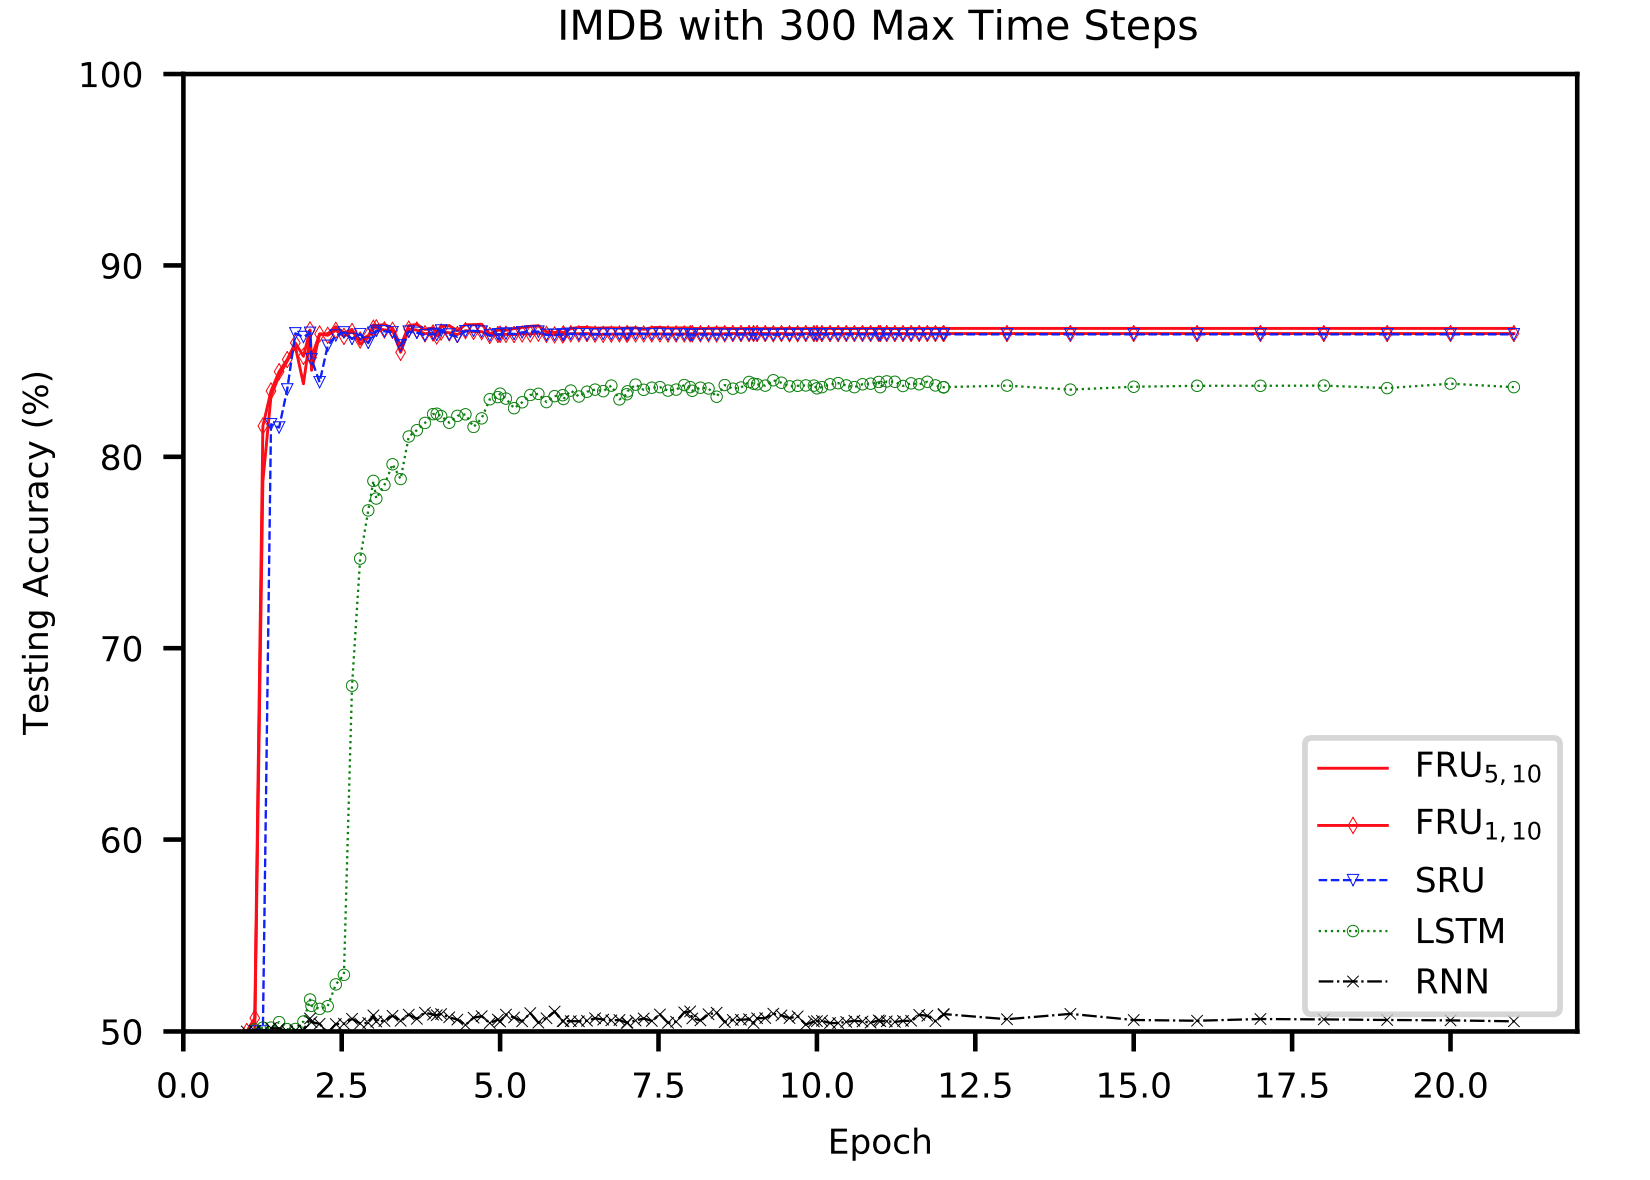 IMDB with 300 Max Time Steps
100
90
80
70
60
50
Testing Accuracy (%)
0.0 2.5 5.0 7.5 10.0 12.5 15.0 17.5 20.0
Epoch
FRU5, 10
FRU1, 10
SRU
LSTM
RNN